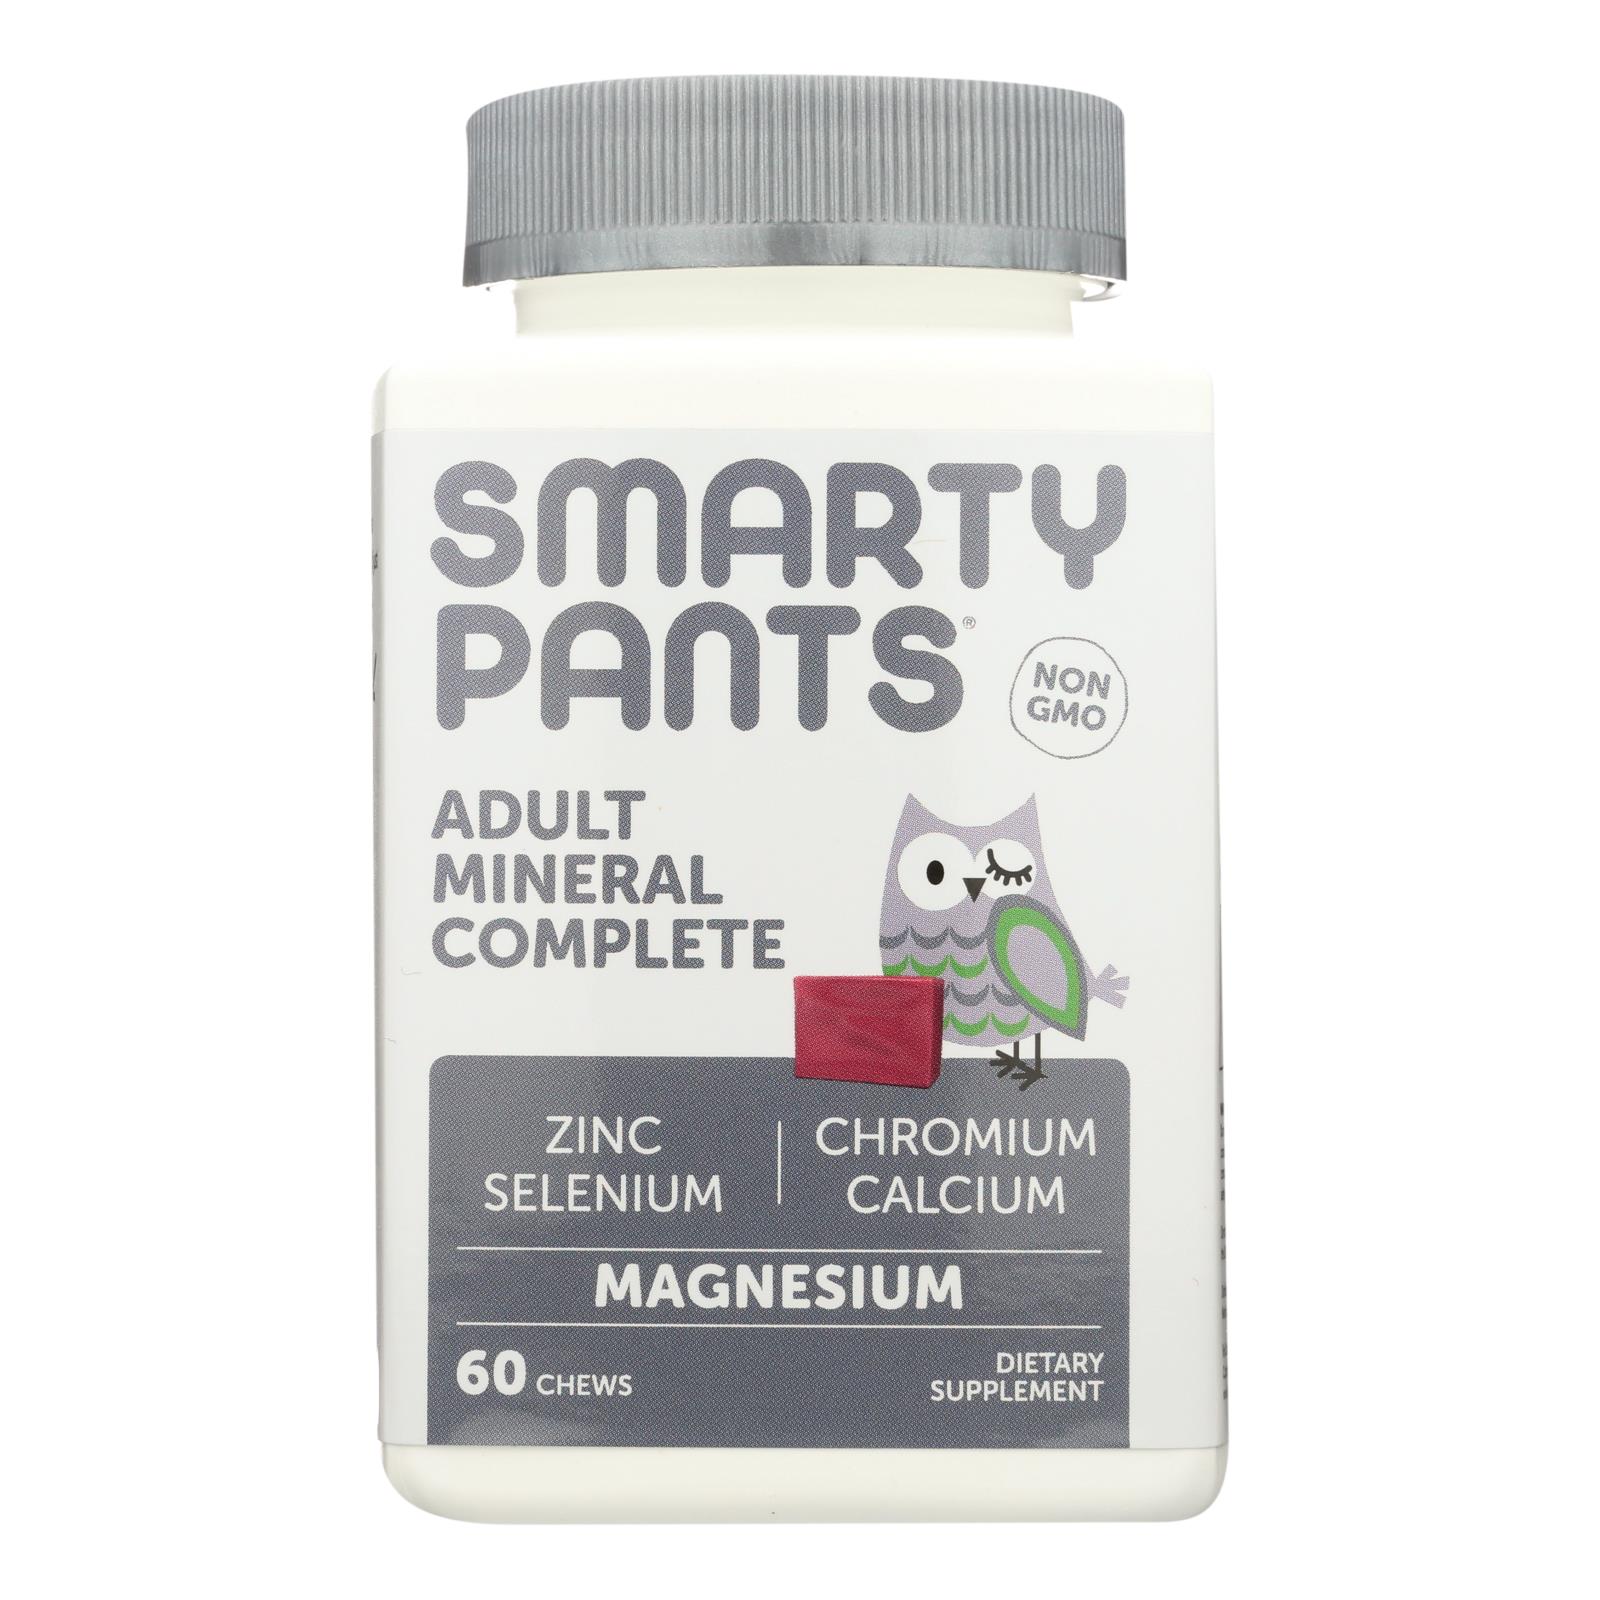 SMARTY
PANTS®
NON
GMO
ADULT
MINERAL
COMPLETE
ZINC
SELENIUM
CHROMIUM
CALCIUM
MAGNESIUM
60 CHEWS
DIETARY
SUPPLEMENT